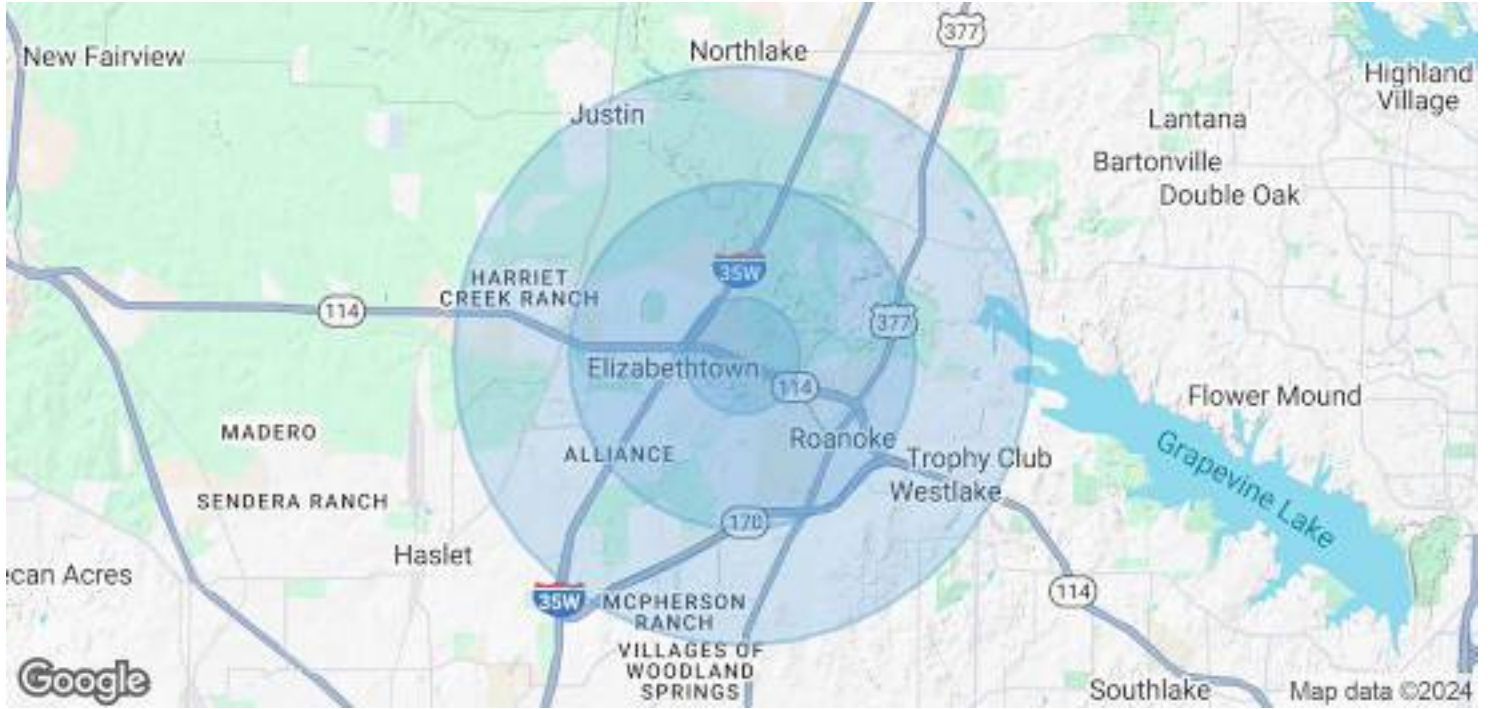 377
Northlake
New Fairview
Highland
Village
Justin
Lantana
Bartonville
Double Oak
35W
HARRIET
CREEK RANCH
114
377
Elizabethtown
114
Flower Mound
MADERO
Roanoke
ALLIANCE
Trophy Club
Grapevine Lake
Westlake
SENDERA RANCH
170
Haslet
ecan Acres
114
35W
MCPHERSON
RANCH
VILLAGES OF
WOODLAND
SPRINGS
Google
Southlake
Map data ©2024